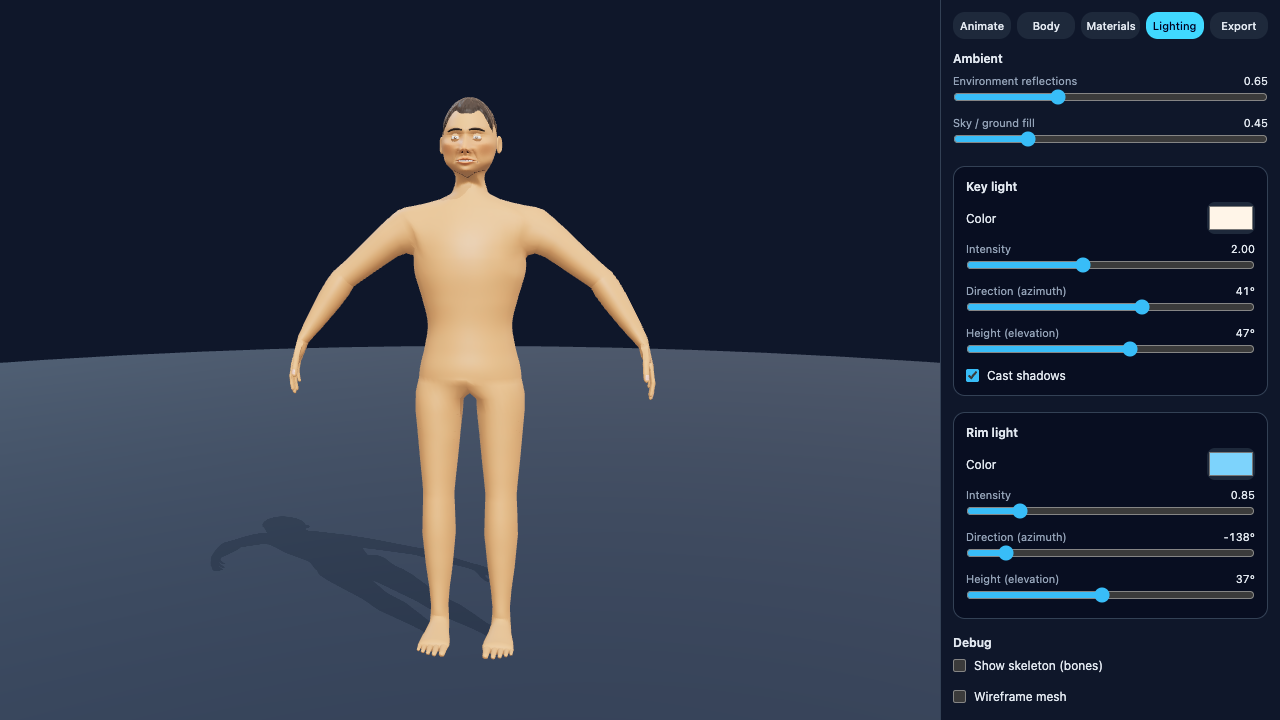 Animate Body Materials Lighting Export
Ambient
Environment reflections 0.65
Sky / ground fill 0.45
Key light
Color
Intensity 2.00
Direction (azimuth) 41°
Height (elevation) 47°
Cast shadows
Rim light
Color
Intensity 0.85
Direction (azimuth) -138°
Height (elevation) 37°
Debug
Show skeleton (bones)
Wireframe mesh